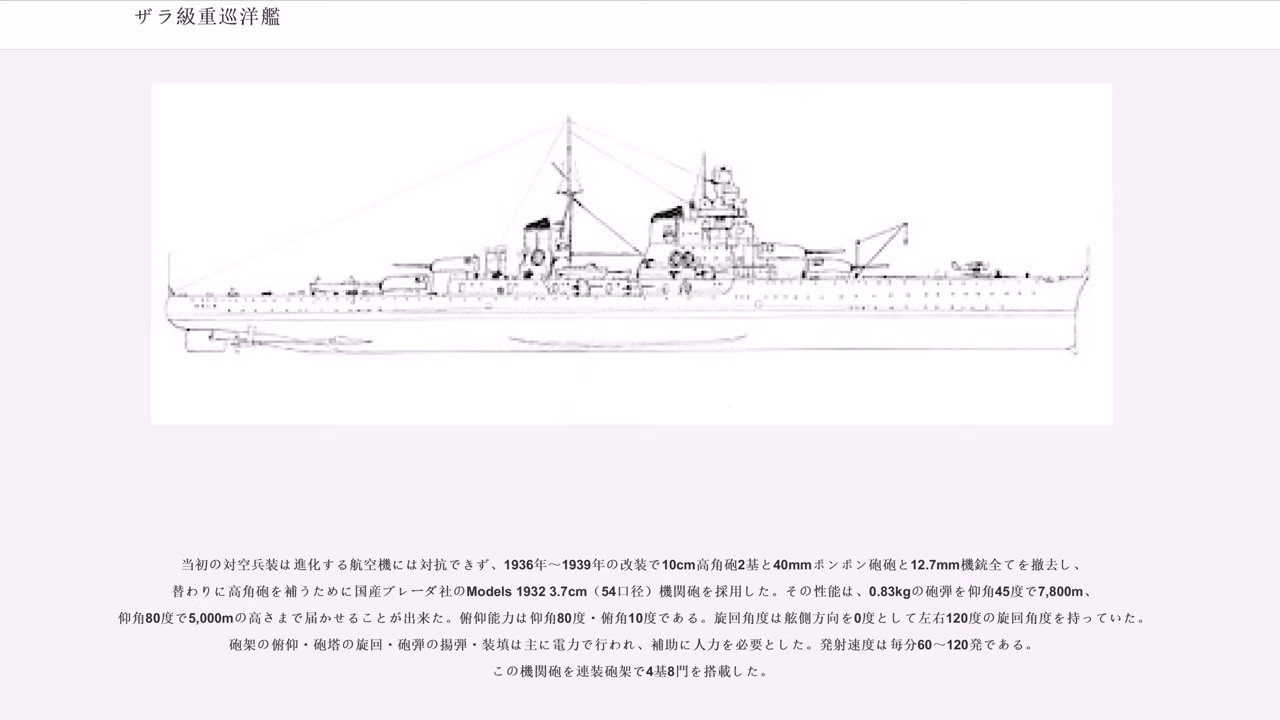 ザラ級重巡洋艦
当初の対空兵装は進化する航空機には対抗できず、1936年～1939年の改装で10cm高角砲2基と40mmポンポン砲砲と12.7mm機銃全てを撤去し、
替わりに高角砲を補うために国産ブレーダ社のModels 1932 3.7cm（54口径）機関砲を採用した。その性能は、0.83kgの砲弾を仰角45度で7,800m、
仰角80度で5,000mの高さまで届かせることが出来た。俯仰能力は仰角80度・俯角10度である。旋回角度は舷側方向を0度として左右120度の旋回角度を持っていた。
砲架の俯仰・砲塔の旋回・砲弾の揚弾・装填は主に電力で行われ、補助に人力を必要とした。発射速度は毎分60～120発である。
この機関砲を連装砲架で4基8門を搭載した。